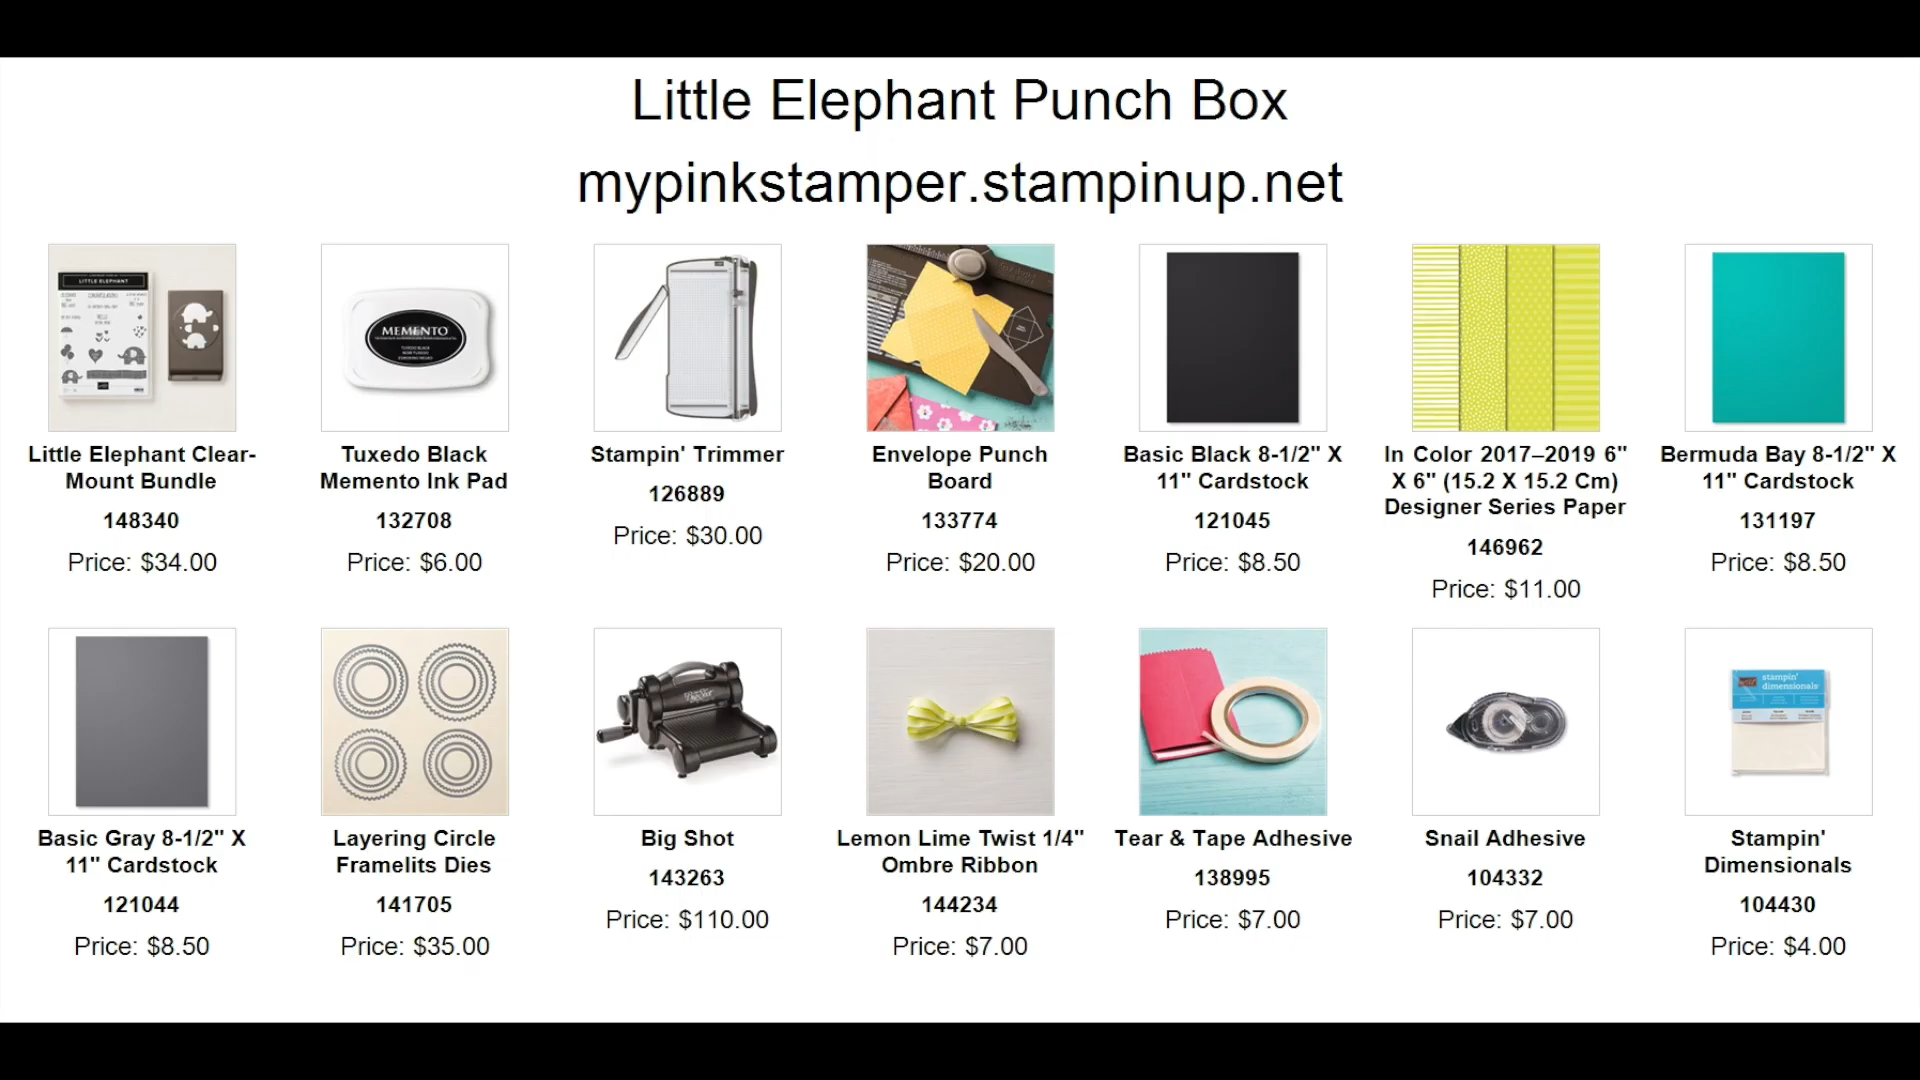 Little Elephant Punch Box
mypinkstamper.stampinup.net
LITTLE ELEPHANT
MEMENTO
TUXEDO BLACK
Little Elephant Clear-
Mount Bundle
148340
Price: $34.00
Tuxedo Black
Memento Ink Pad
132708
Price: $6.00
Stampin' Trimmer
126889
Price: $30.00
Envelope Punch
Board
133774
Price: $20.00
Basic Black 8-1/2" X
11" Cardstock
121045
Price: $8.50
In Color 2017–2019 6"
X 6" (15.2 X 15.2 Cm)
Designer Series Paper
146962
Price: $11.00
Bermuda Bay 8-1/2" X
11" Cardstock
131197
Price: $8.50
stampin'
dimensionals
Basic Gray 8-1/2" X
11" Cardstock
121044
Price: $8.50
Layering Circle
Framelits Dies
141705
Price: $35.00
Big Shot
143263
Price: $110.00
Lemon Lime Twist 1/4"
Ombre Ribbon
144234
Price: $7.00
Tear & Tape Adhesive
138995
Price: $7.00
Snail Adhesive
104332
Price: $7.00
Stampin'
Dimensionals
104430
Price: $4.00